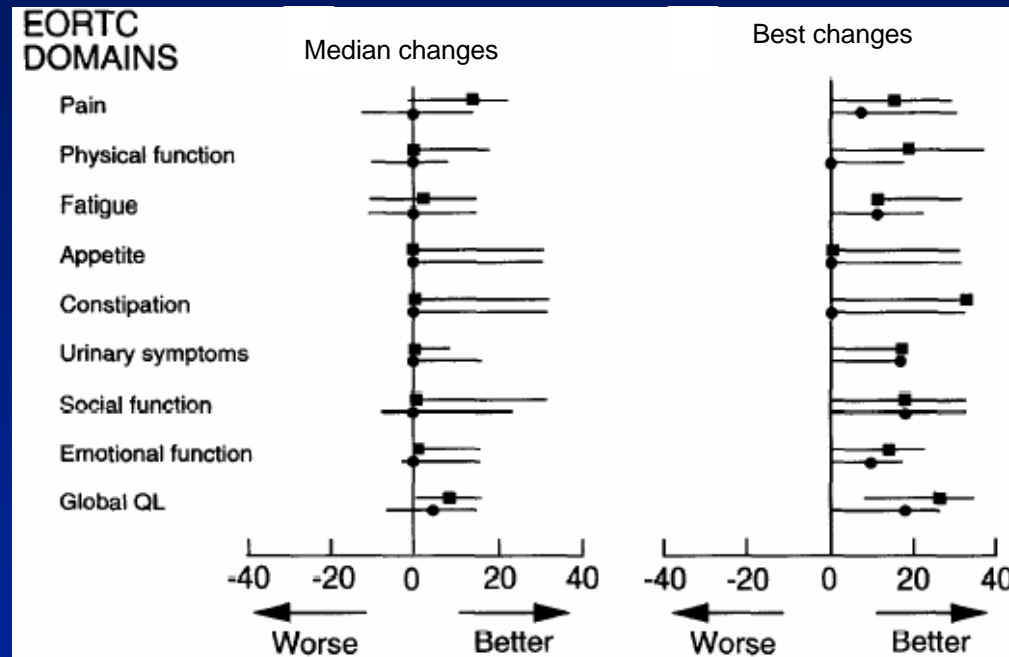 EORTC
DOMAINS
Median changes
Best changes
Pain
Physical function
Fatigue
Appetite
Constipation
Urinary symptoms
Social function
Emotional function
Global QL
-40 -20 0 20 40
-40 -20 0 20 40
Worse Better
Worse Better